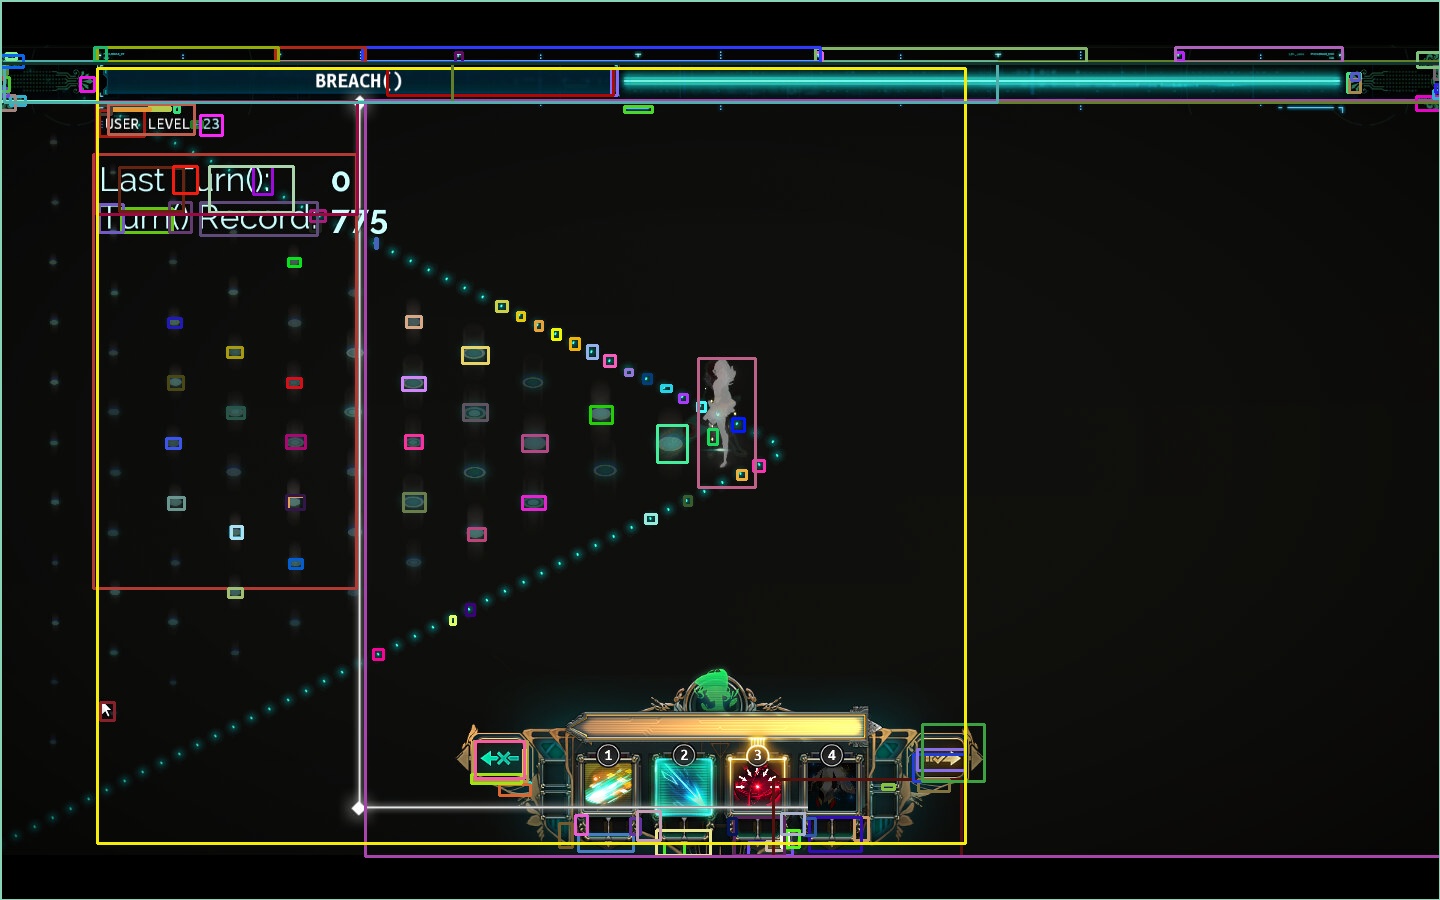 BREACH()
USER LEVEL 23
Last Turn(): 0
Turn() Record: 775
1 2 3 4